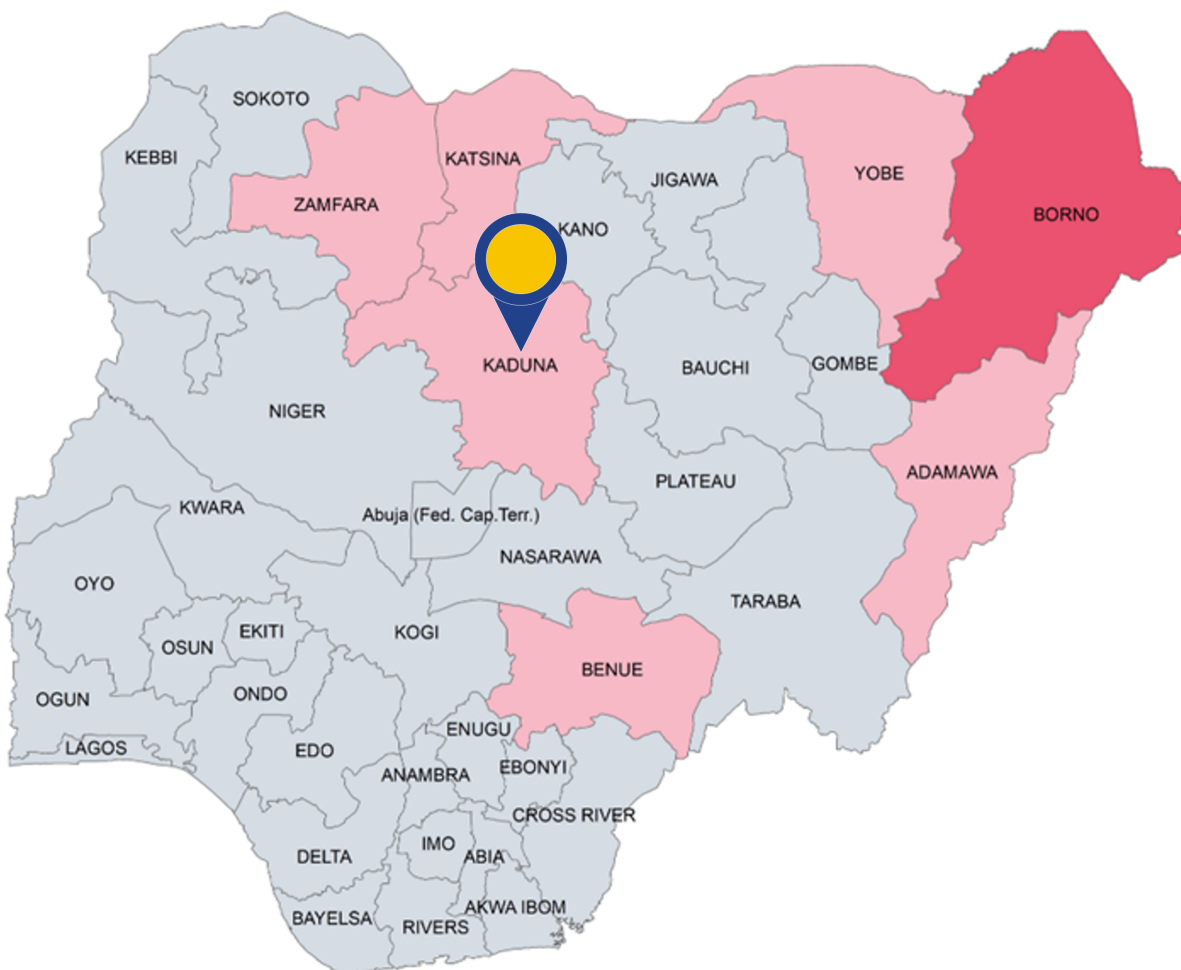 SOKOTO
KEBBI
KATSINA
JIGAWA
YOBE
ZAMFARA
BORNO
KANO
KADUNA
BAUCHI
GOMBE
NIGER
ADAMAWA
PLATEAU
KWARA
Abuja (Fed. Cap.Terr.)
NASARAWA
OYO
TARABA
EKITI
KOGI
OSUN
BENUE
ONDO
OGUN
ENUGU
LAGOS
EDO
EBONYI
ANAMBRA
CROSS RIVER
IMO
DELTA
ABIA
AKWA IBOM
BAYELSA
RIVERS